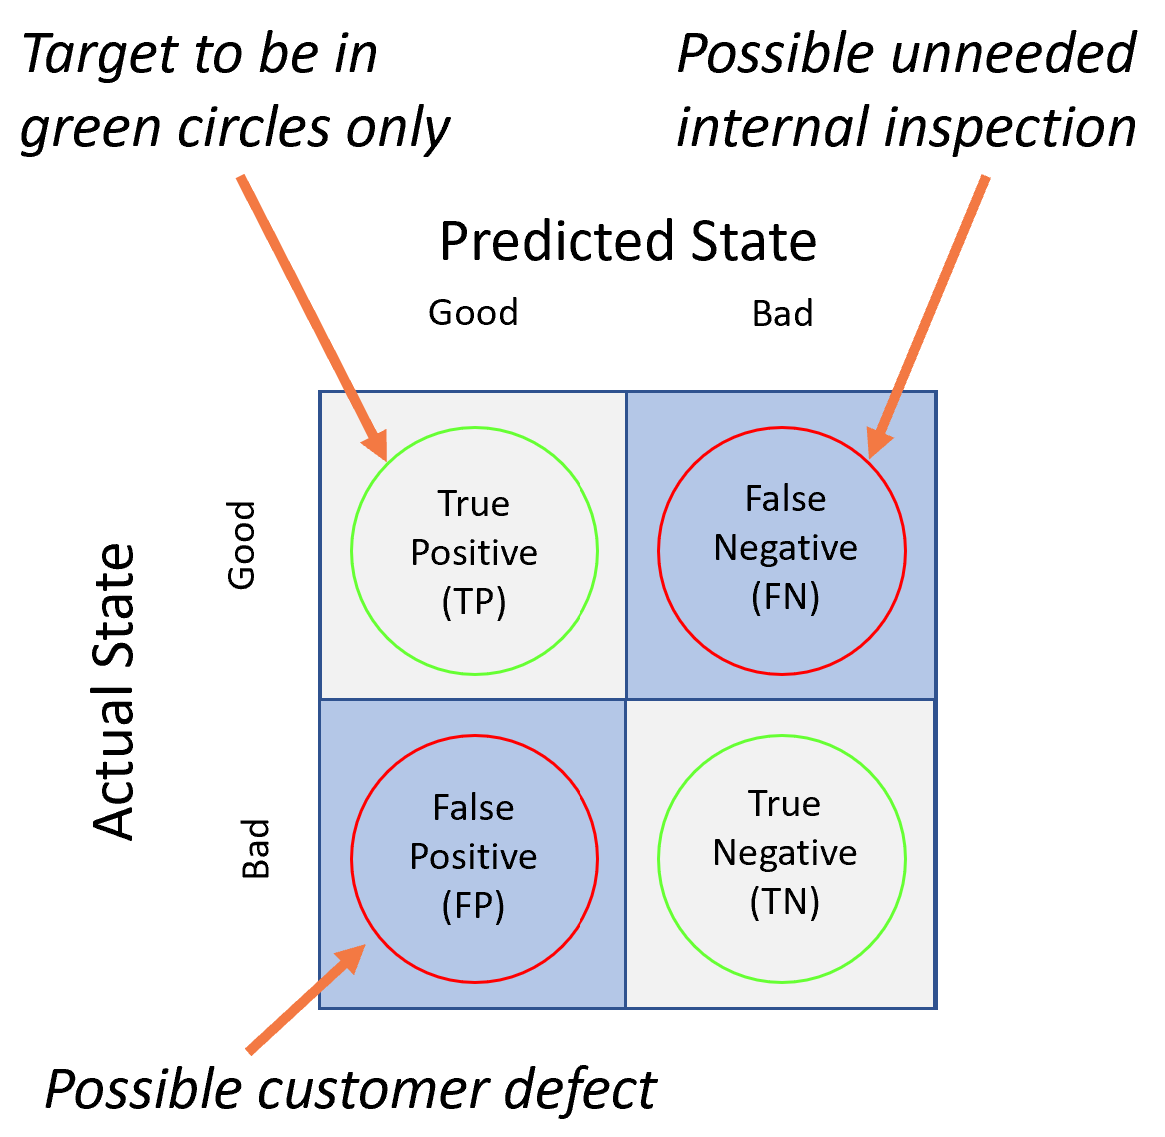 Target to be in
green circles only
Possible unneeded
internal inspection
Predicted State
Good
Bad
Actual State
Good
True
Positive
(TP)
False
Negative
(FN)
Bad
False
Positive
(FP)
True
Negative
(TN)
Possible customer defect